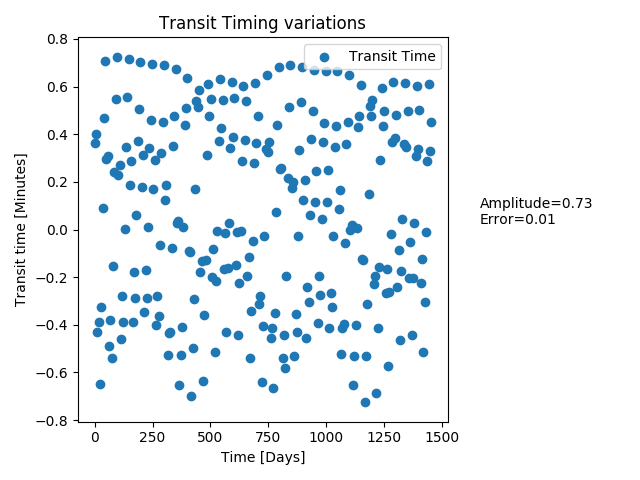 Transit Timing variations
Transit Time
0.8
0.6
0.4
0.2
0.0
−0.2
−0.4
−0.6
−0.8
Transit time [Minutes]
0
250
500
750
1000
1250
1500
Time [Days]
Amplitude=0.73
Error=0.01